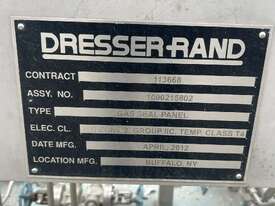 DRESSER-RAND
CONTRACT 113668
ASSY. NO. 1090215802
TYPE GAS SEAL PANEL
ELEC. CL. GROUP IIC, TEMP. CLASS T4
DATE MFG. APRIL, 2012
LOCATION MFG. BUFFALO, NY